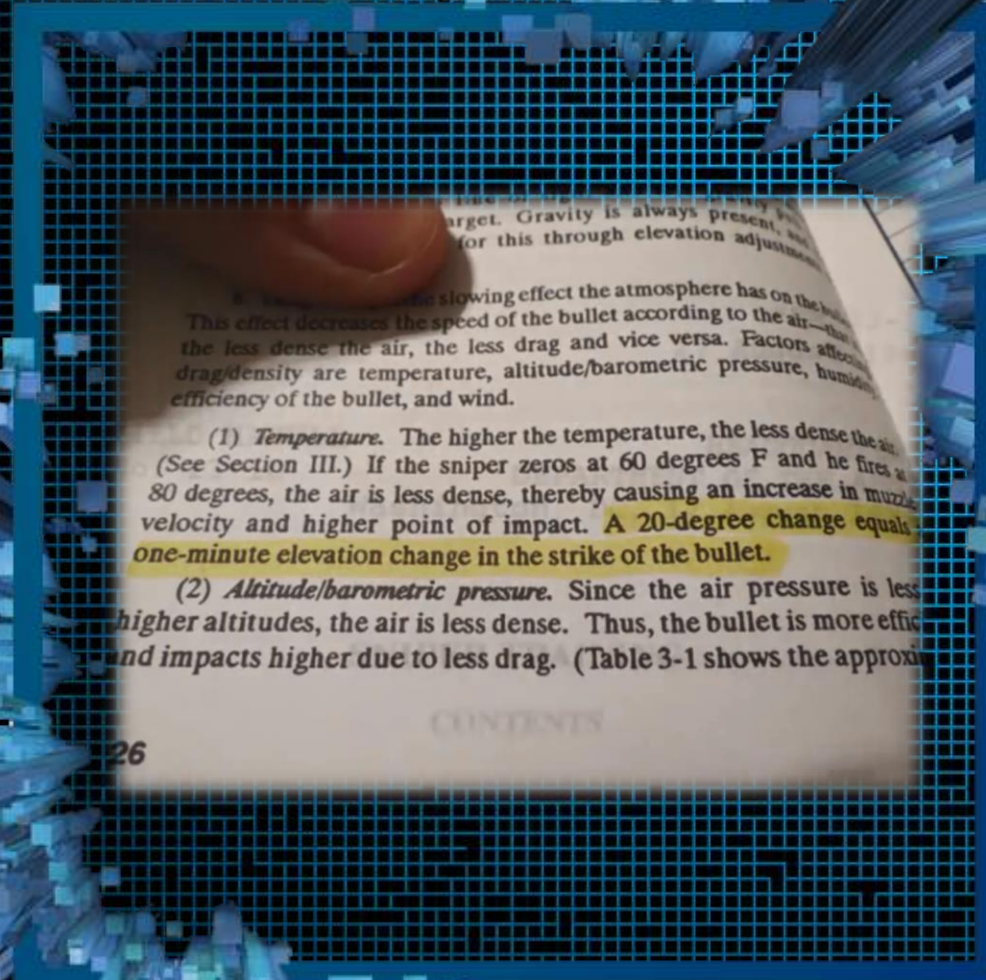 arget. Gravity is always present,
for this through elevation adjustme
slowing effect the atmosphere has on the
This effect decreases the speed of the bullet according to the air—
the less dense the air, the less drag and vice versa. Factors affecti
drag/density are temperature, altitude/barometric pressure, humidi
efficiency of the bullet, and wind.
(1) Temperature. The higher the temperature, the less dense the air.
(See Section III.) If the sniper zeros at 60 degrees F and he fires at
80 degrees, the air is less dense, thereby causing an increase in muzzle
velocity and higher point of impact. A 20-degree change equals
one-minute elevation change in the strike of the bullet.
(2) Altitude/barometric pressure. Since the air pressure is less
higher altitudes, the air is less dense. Thus, the bullet is more effic
nd impacts higher due to less drag. (Table 3-1 shows the approxi
CONTENTS
26